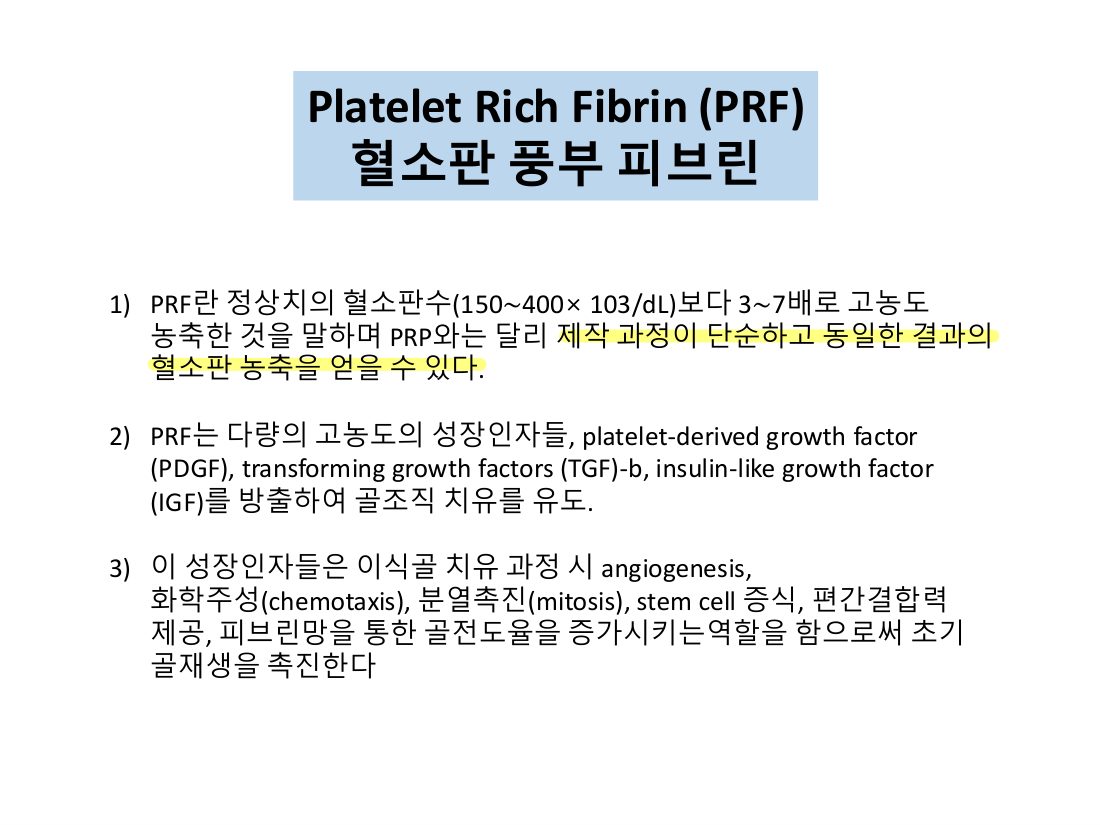 Platelet Rich Fibrin (PRF)
혈소판 풍부 피브린
1) PRF란 정상치의 혈소판수(150~400× 103/dL)보다 3~7배로 고농도
농축한 것을 말하며 PRP와는 달리 제작 과정이 단순하고 동일한 결과의
혈소판 농축을 얻을 수 있다.
2) PRF는 다량의 고농도의 성장인자들, platelet-derived growth factor
(PDGF), transforming growth factors (TGF)-b, insulin-like growth factor
(IGF)를 방출하여 골조직 치유를 유도.
3) 이 성장인자들은 이식골 치유 과정 시 angiogenesis,
화학주성(chemotaxis), 분열촉진(mitosis), stem cell 증식, 편간결합력
제공, 피브린망을 통한 골전도율을 증가시키는역할을 함으로써 초기
골재생을 촉진한다